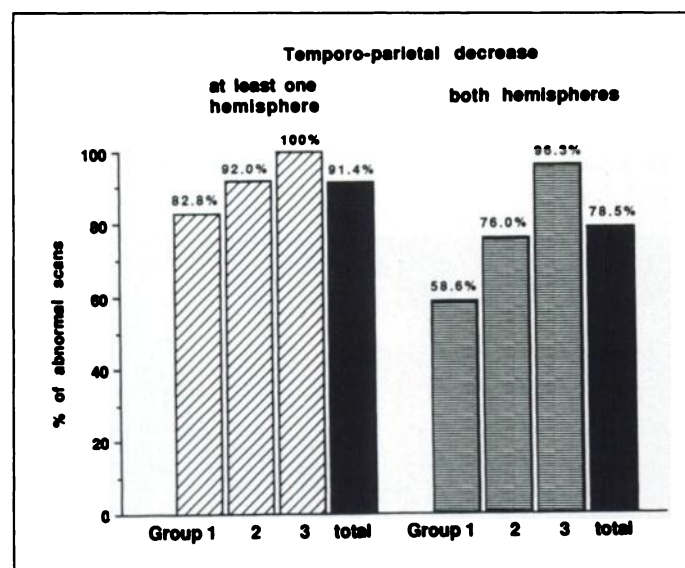 Temporo-parietal decrease
at least one
hemisphere
both hemispheres
100%
96.3%
92.0%
91.4%
82.8%
78.5%
76.0%
58.6%
% of abnormal scans
100
80
60
40
20
0
Group 1 2 3 total
Group 1 2 3 total